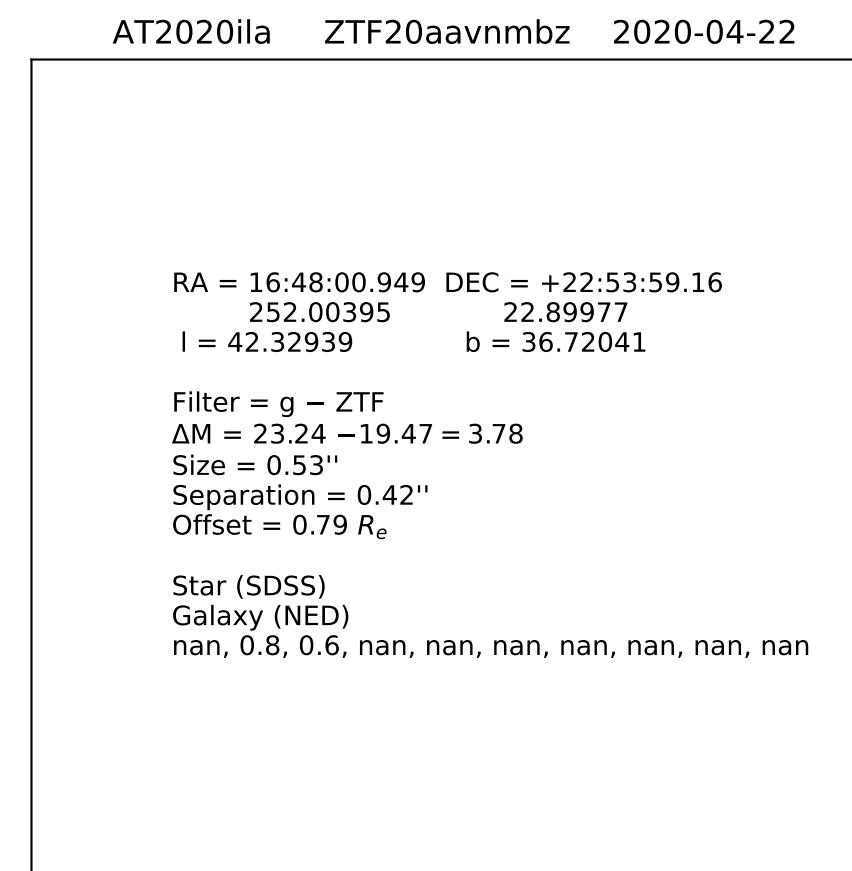 AT2020ila ZTF20aavnmbz 2020-04-22
RA = 16:48:00.949 DEC = +22:53:59.16
252.00395 22.89977
l = 42.32939 b = 36.72041
Filter = g − ZTF
ΔM = 23.24 −19.47 = 3.78
Size = 0.53''
Separation = 0.42''
Offset = 0.79 Re
Star (SDSS)
Galaxy (NED)
nan, 0.8, 0.6, nan, nan, nan, nan, nan, nan, nan